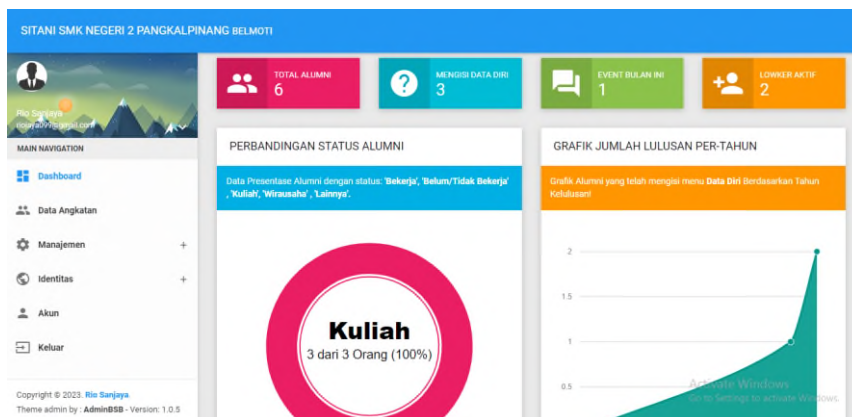 SITANI SMK NEGERI 2 PANGKALPINANG BELMOTI
Rio Sanjaya
MAIN NAVIGATION
Dashboard
Data Angkatan
Manajemen +
Identitas +
Akun
Keluar
Copyright © 2023. Rio Sanjaya
Theme admin by : AdminBSB - Version: 1.0.5
TOTAL ALUMNI
6
MENGISI DATA DIRI
3
EVENT BULAN INI
1
LOWKER AKTIF
2
PERBANDINGAN STATUS ALUMNI
Data Presentase Alumni dengan status: 'Bekerja', 'Belum/Tidak Bekerja'
, 'Kuliah', 'Wirausaha' , 'Lainnya'.
Kuliah
3 dari 3 Orang (100%)
GRAFIK JUMLAH LULUSAN PER-TAHUN
Grafik Alumni yang telah mengisi menu Data Diri Berdasarkan Tahun
Kelulusan!
2
1.5
1
0.5
Activate Windows
Go to Settings to activate Windows.